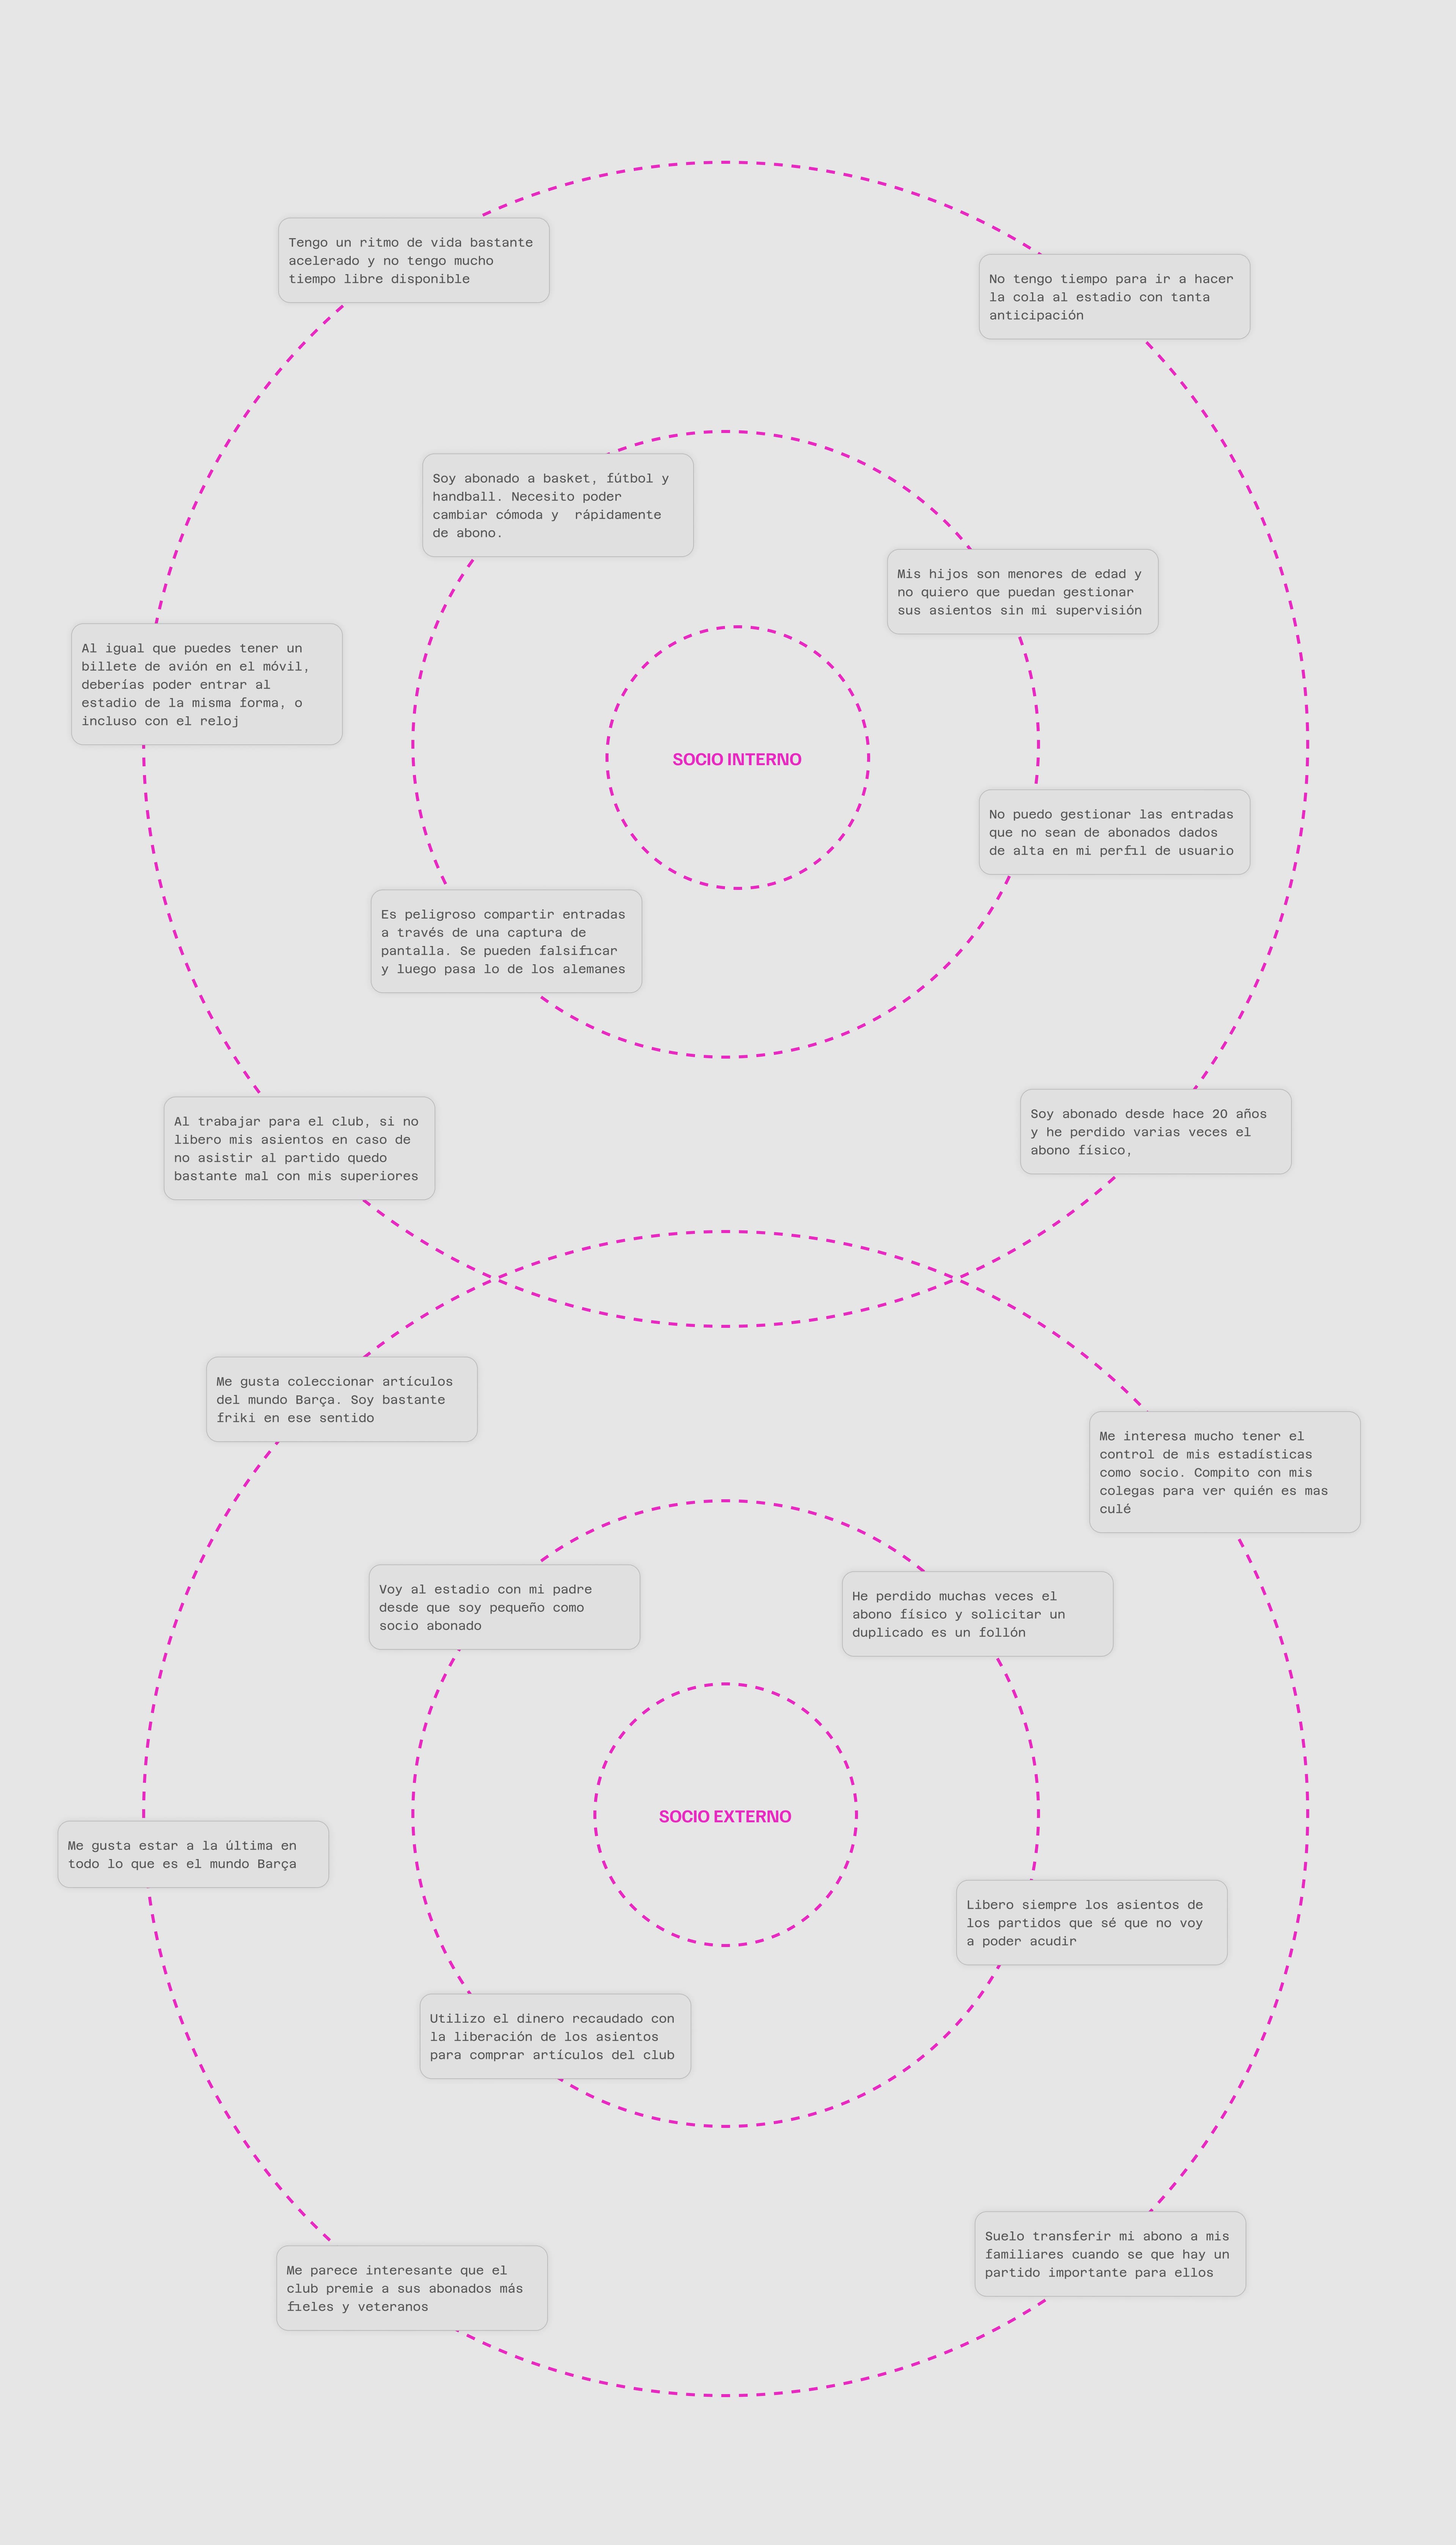 Tengo un ritmo de vida bastante
acelerado y no tengo mucho
tiempo libre disponible
No tengo tiempo para ir a hacer
la cola al estadio con tanta
anticipación
Soy abonado a basket, fútbol y
handball. Necesito poder
cambiar cómoda y  rápidamente
de abono.
Mis hijos son menores de edad y
no quiero que puedan gestionar
sus asientos sin mi supervisión
Al igual que puedes tener un
billete de avión en el móvil,
deberías poder entrar al
estadio de la misma forma, o
incluso con el reloj
SOCIO INTERNO
No puedo gestionar las entradas
que no sean de abonados dados
de alta en mi perfil de usuario
Es peligroso compartir entradas
a través de una captura de
pantalla. Se pueden falsificar
y luego pasa lo de los alemanes
Al trabajar para el club, si no
libero mis asientos en caso de
no asistir al partido quedo
bastante mal con mis superiores
Soy abonado desde hace 20 años
y he perdido varias veces el
abono físico,
Me gusta coleccionar artículos
del mundo Barça. Soy bastante
friki en ese sentido
Me interesa mucho tener el
control de mis estadísticas
como socio. Compito con mis
colegas para ver quién es mas
culé
Voy al estadio con mi padre
desde que soy pequeño como
socio abonado
He perdido muchas veces el
abono físico y solicitar un
duplicado es un follón
SOCIO EXTERNO
Me gusta estar a la última en
todo lo que es el mundo Barça
Libero siempre los asientos de
los partidos que sé que no voy
a poder acudir
Utilizo el dinero recaudado con
la liberación de los asientos
para comprar artículos del club
Suelo transferir mi abono a mis
familiares cuando se que hay un
partido importante para ellos
Me parece interesante que el
club premie a sus abonados más
fieles y veteranos